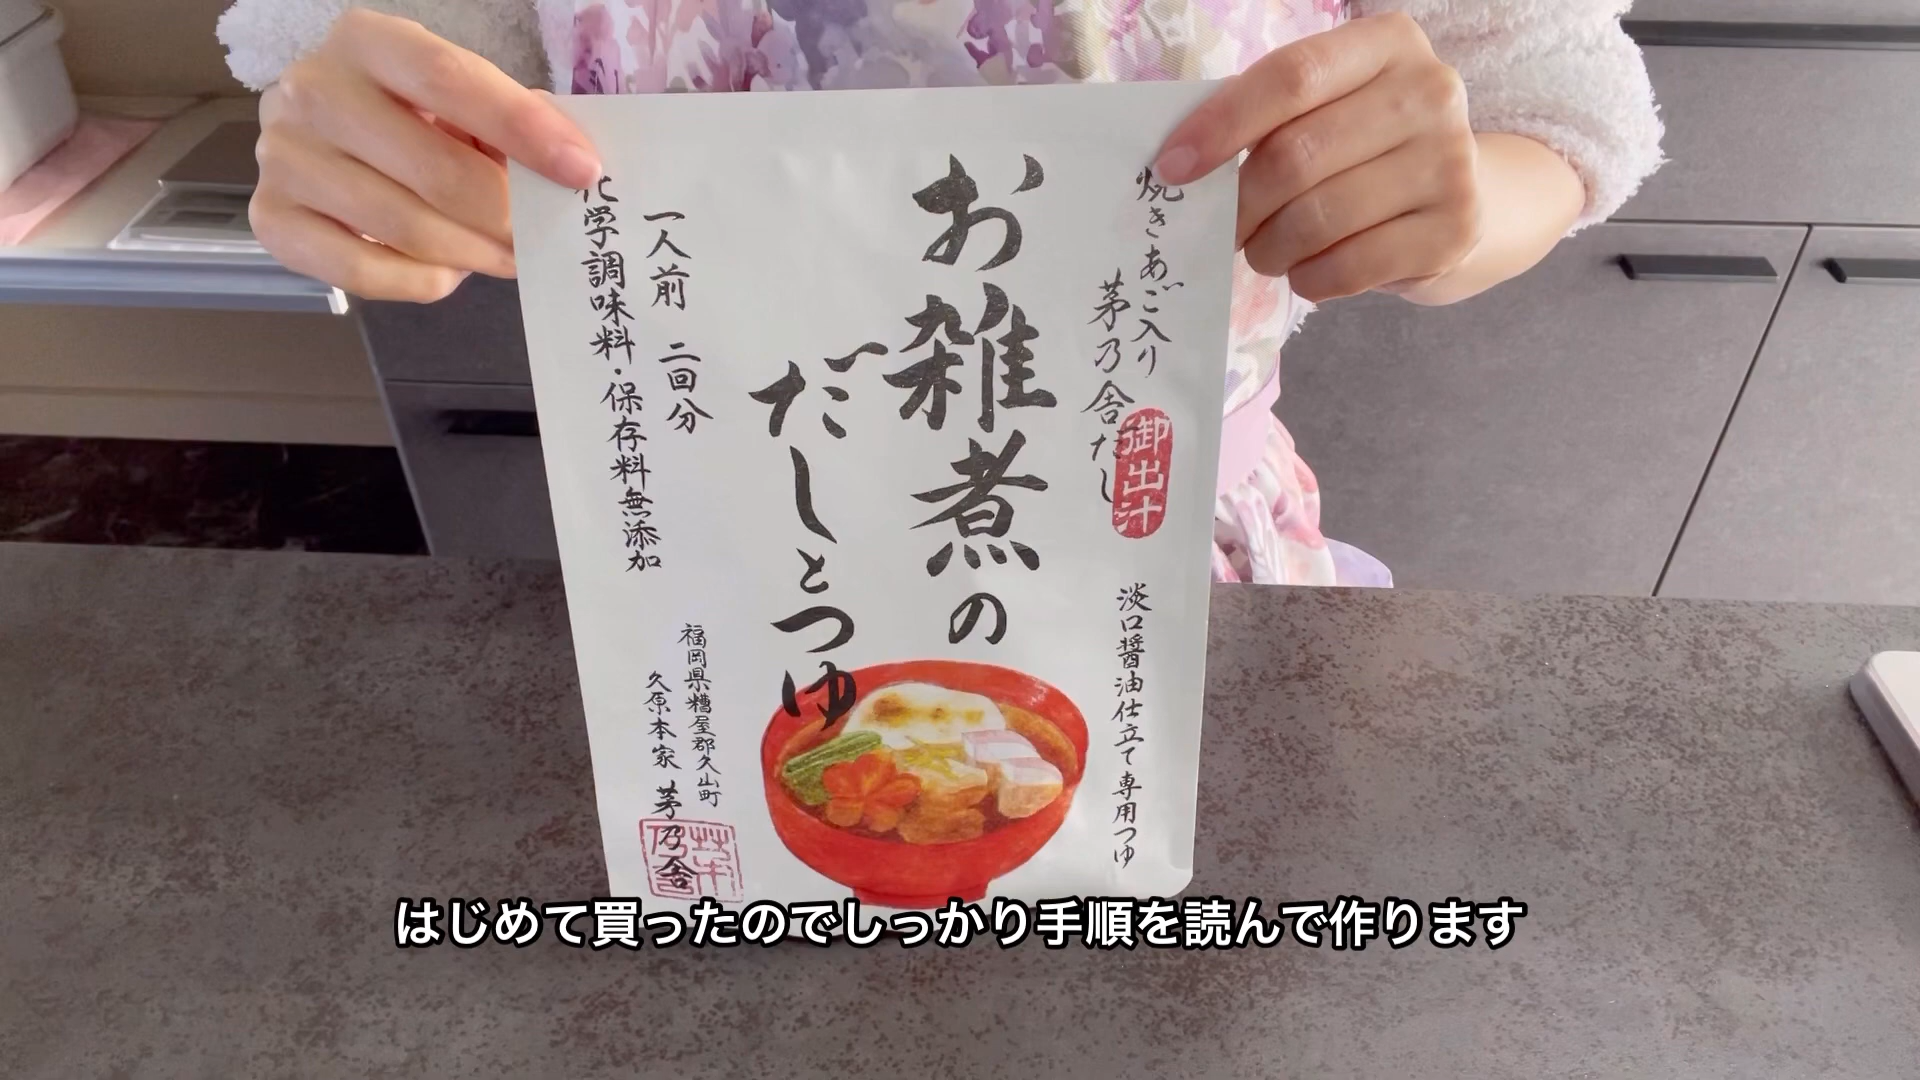 焼きあご入り
茅乃舎だし
御出汁
淡口醤油仕立て専用つゆ
お雑煮の
だしとつゆ
一人前 二回分
化学調味料・保存料無添加
福岡県糟屋郡久山町
久原本家 茅乃舎
はじめて買ったのでしっかり手順を読んで作ります